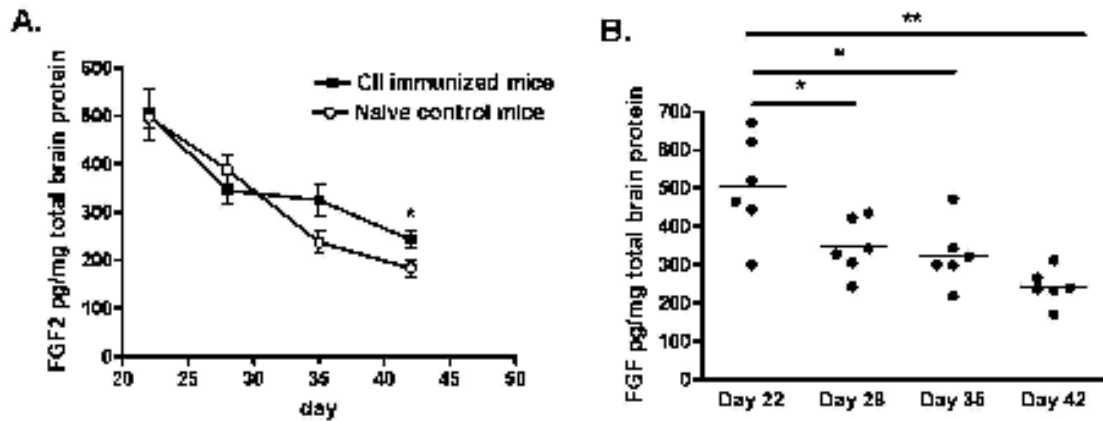 A.
FGF2 pg/mg total brain protein
600
500
400
300
200
100
0
20 25 30 35 40 45 50
day
CII immunized mice
Naive control mice
*
B.
**
*
*
FGF pg/mg total brain protein
700
600
500
400
300
200
100
0
Day 22 Day 28 Day 35 Day 42